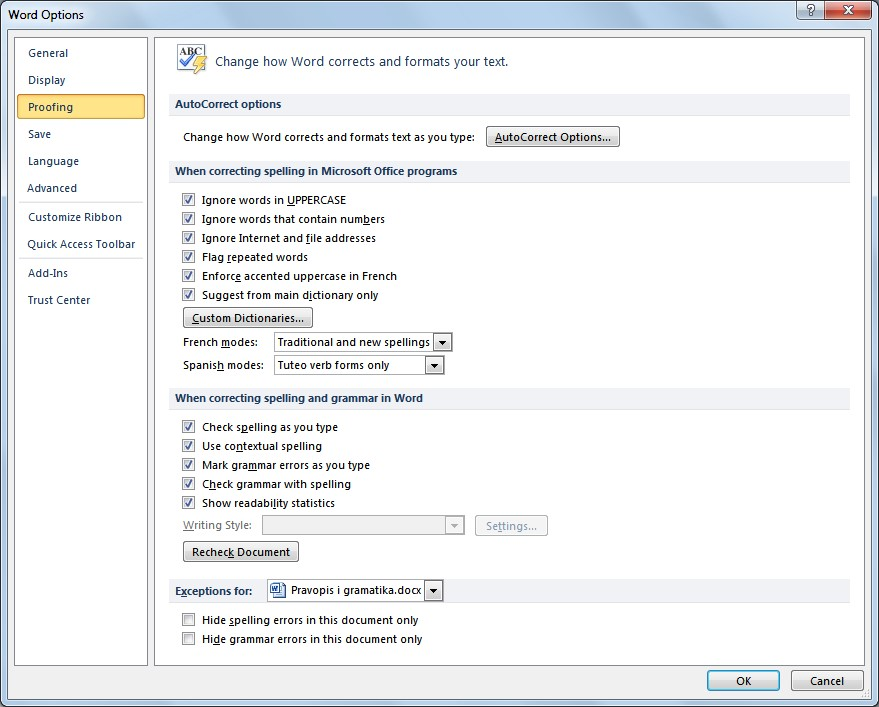 Word Options
General
Display
Proofing
Save
Language
Advanced
Customize Ribbon
Quick Access Toolbar
Add-Ins
Trust Center
ABC
Change how Word corrects and formats your text.
AutoCorrect options
Change how Word corrects and formats text as you type: AutoCorrect Options...
When correcting spelling in Microsoft Office programs
Ignore words in UPPERCASE
Ignore words that contain numbers
Ignore Internet and file addresses
Flag repeated words
Enforce accented uppercase in French
Suggest from main dictionary only
Custom Dictionaries...
French modes: Traditional and new spellings
Spanish modes: Tuteo verb forms only
When correcting spelling and grammar in Word
Check spelling as you type
Use contextual spelling
Mark grammar errors as you type
Check grammar with spelling
Show readability statistics
Writing Style: Settings...
Recheck Document
Exceptions for: Pravopis i gramatika.docx
Hide spelling errors in this document only
Hide grammar errors in this document only
OK Cancel